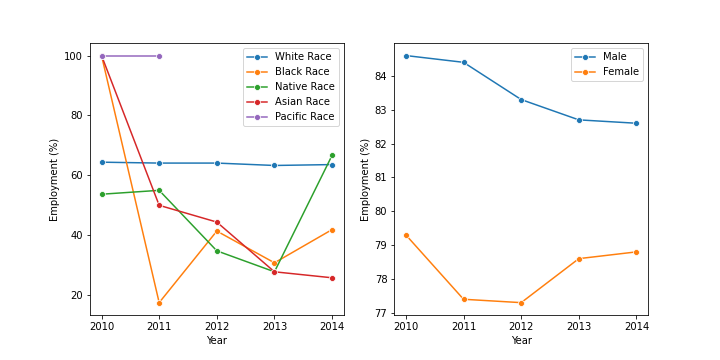 100
80
60
40
20
Employment (%)
2010 2011 2012 2013 2014
Year
White Race
Black Race
Native Race
Asian Race
Pacific Race
84
83
82
81
80
79
78
77
Employment (%)
2010 2011 2012 2013 2014
Year
Male
Female